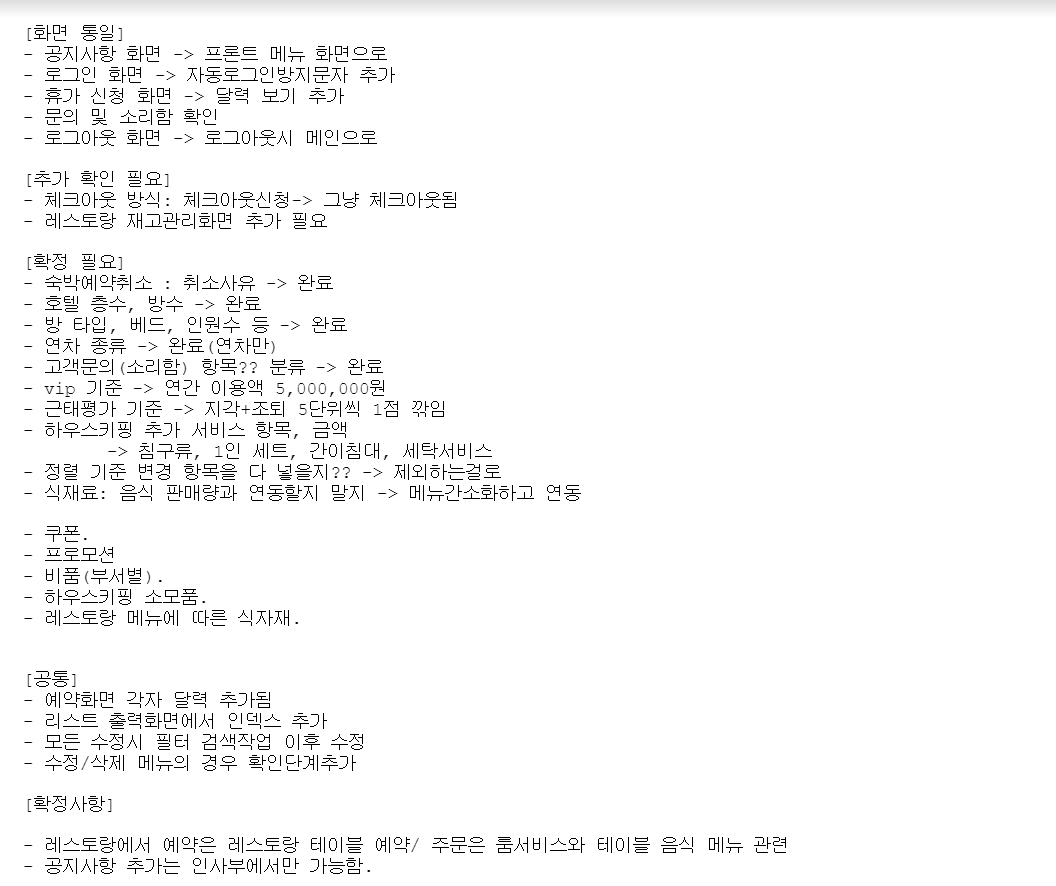 [화면 통일]
- 공지사항 화면 -> 프론트 메뉴 화면으로
- 로그인 화면 -> 자동로그인방지문자 추가
- 휴가 신청 화면 -> 달력 보기 추가
- 문의 및 소리함 확인
- 로그아웃 화면 -> 로그아웃시 메인으로
[추가 확인 필요]
- 체크아웃 방식: 체크아웃신청-> 그냥 체크아웃됨
- 레스토랑 재고관리화면 추가 필요
[확정 필요]
- 숙박예약취소 : 취소사유 -> 완료
- 호텔 층수, 방수 -> 완료
- 방 타입, 베드, 인원수 등 -> 완료
- 연차 종류 -> 완료(연차만)
- 고객문의(소리함) 항목?? 분류 -> 완료
- vip 기준 -> 연간 이용액 5,000,000원
- 근태평가 기준 -> 지각+조퇴 5단위씩 1점 깎임
- 하우스키핑 추가 서비스 항목, 금액
-> 침구류, 1인 세트, 간이침대, 세탁서비스
- 정렬 기준 변경 항목을 다 넣을지?? -> 제외하는걸로
- 식재료: 음식 판매량과 연동할지 말지 -> 메뉴간소화하고 연동
- 쿠폰.
- 프로모션
- 비품(부서별).
- 하우스키핑 소모품.
- 레스토랑 메뉴에 따른 식자재.
[공통]
- 예약화면 각자 달력 추가됨
- 리스트 출력화면에서 인덱스 추가
- 모든 수정시 필터 검색작업 이후 수정
- 수정/삭제 메뉴의 경우 확인단계추가
[확정사항]
- 레스토랑에서 예약은 레스토랑 테이블 예약/ 주문은 룸서비스와 테이블 음식 메뉴 관련
- 공지사항 추가는 인사부에서만 가능함.